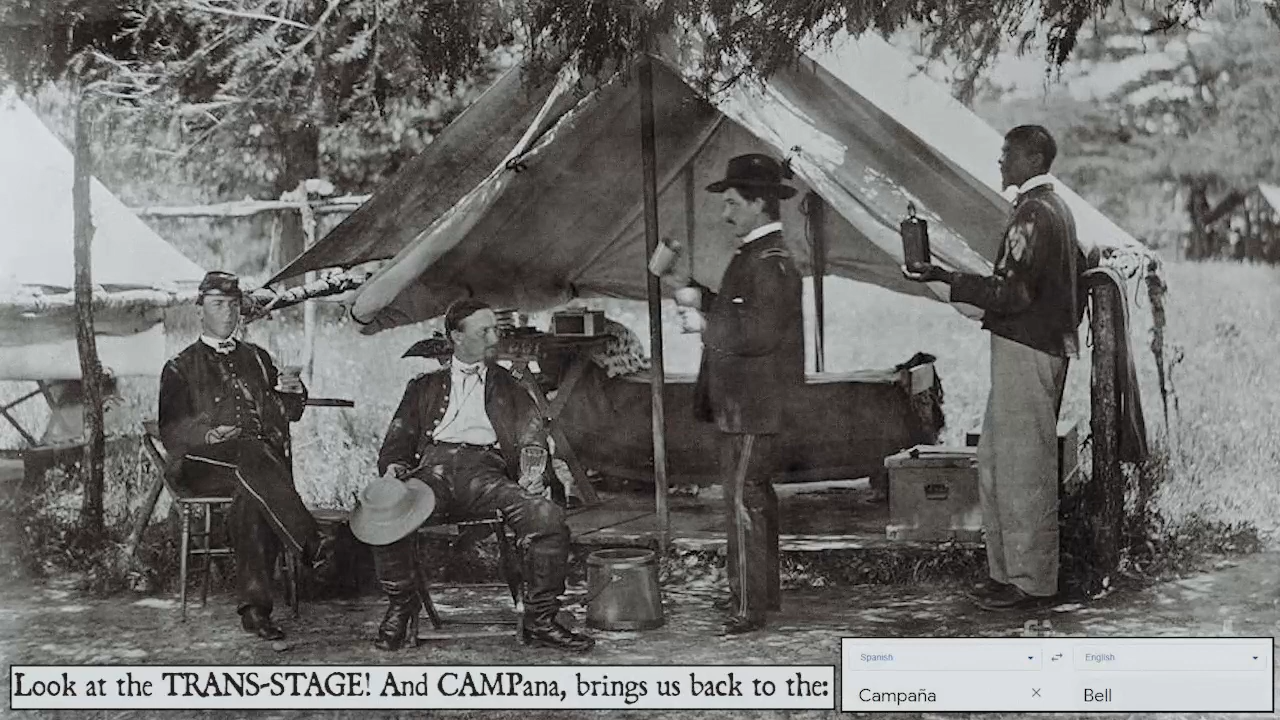 Look at the TRANS-STAGE! And CAMPana, brings us back to the:
Spanish English
Campaña × Bell